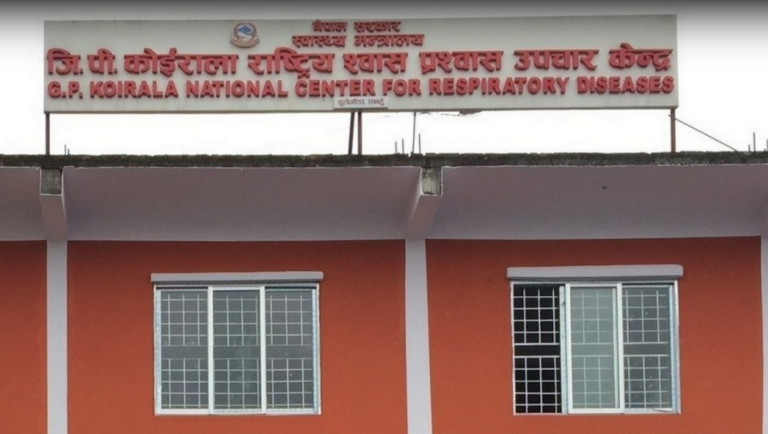 नेपाल सरकार
स्वास्थ्य मन्त्रालय
जि.पी. कोईराला राष्ट्रिय श्वास प्रश्वास उपचार केन्द्र
G.P. KOIRALA NATIONAL CENTER FOR RESPIRATORY DISEASES